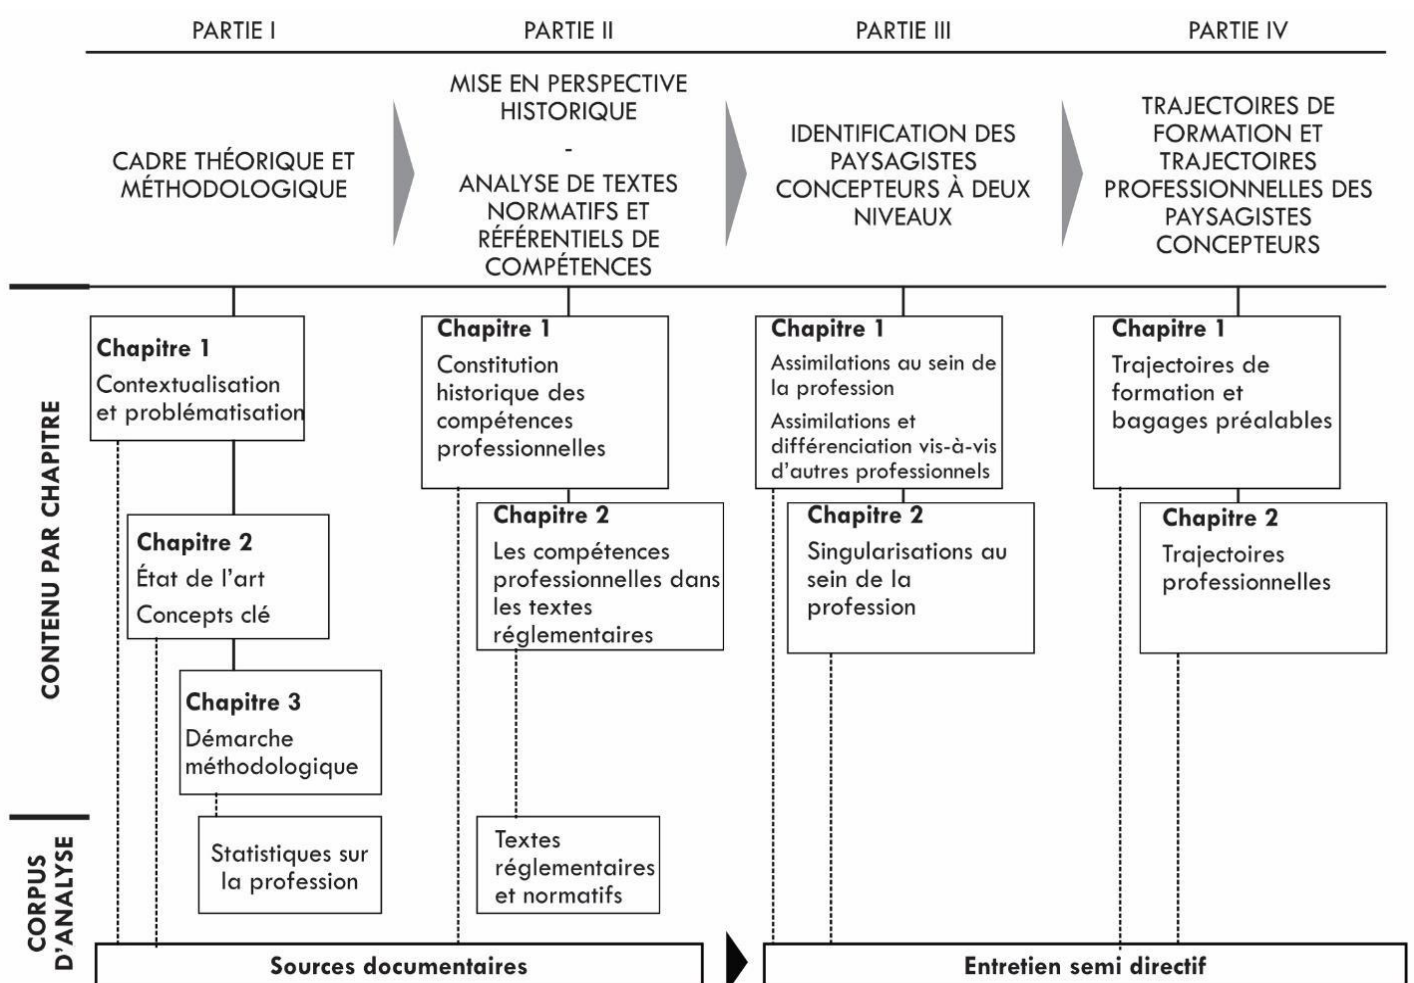 PARTIE I
PARTIE II
PARTIE III
PARTIE IV
CADRE THÉORIQUE ET
MÉTHODOLOGIQUE
MISE EN PERSPECTIVE
HISTORIQUE
-
ANALYSE DE TEXTES
NORMATIFS ET
RÉFÉRENTIELS DE
COMPÉTENCES
IDENTIFICATION DES
PAYSAGISTES
CONCEPTEURS À DEUX
NIVEAUX
TRAJECTOIRES DE
FORMATION ET
TRAJECTOIRES
PROFESSIONNELLES DES
PAYSAGISTES
CONCEPTEURS
CONTENU PAR CHAPITRE
Chapitre 1
Contextualisation
et problématisation
Chapitre 2
État de l'art
Concepts clé
Chapitre 3
Démarche
méthodologique
Chapitre 1
Constitution
historique des
compétences
professionnelles
Chapitre 2
Les compétences
professionnelles dans
les textes
réglementaires
Chapitre 1
Assimilations au sein de
la profession
Assimilations et
différenciation vis-à-vis
d'autres professionnels
Chapitre 2
Singularisations au
sein de la
profession
Chapitre 1
Trajectoires de
formation et
bagages préalables
Chapitre 2
Trajectoires
professionnelles
CORPUS
D'ANALYSE
Statistiques sur
la profession
Textes
réglementaires
et normatifs
Sources documentaires
Entretien semi directif